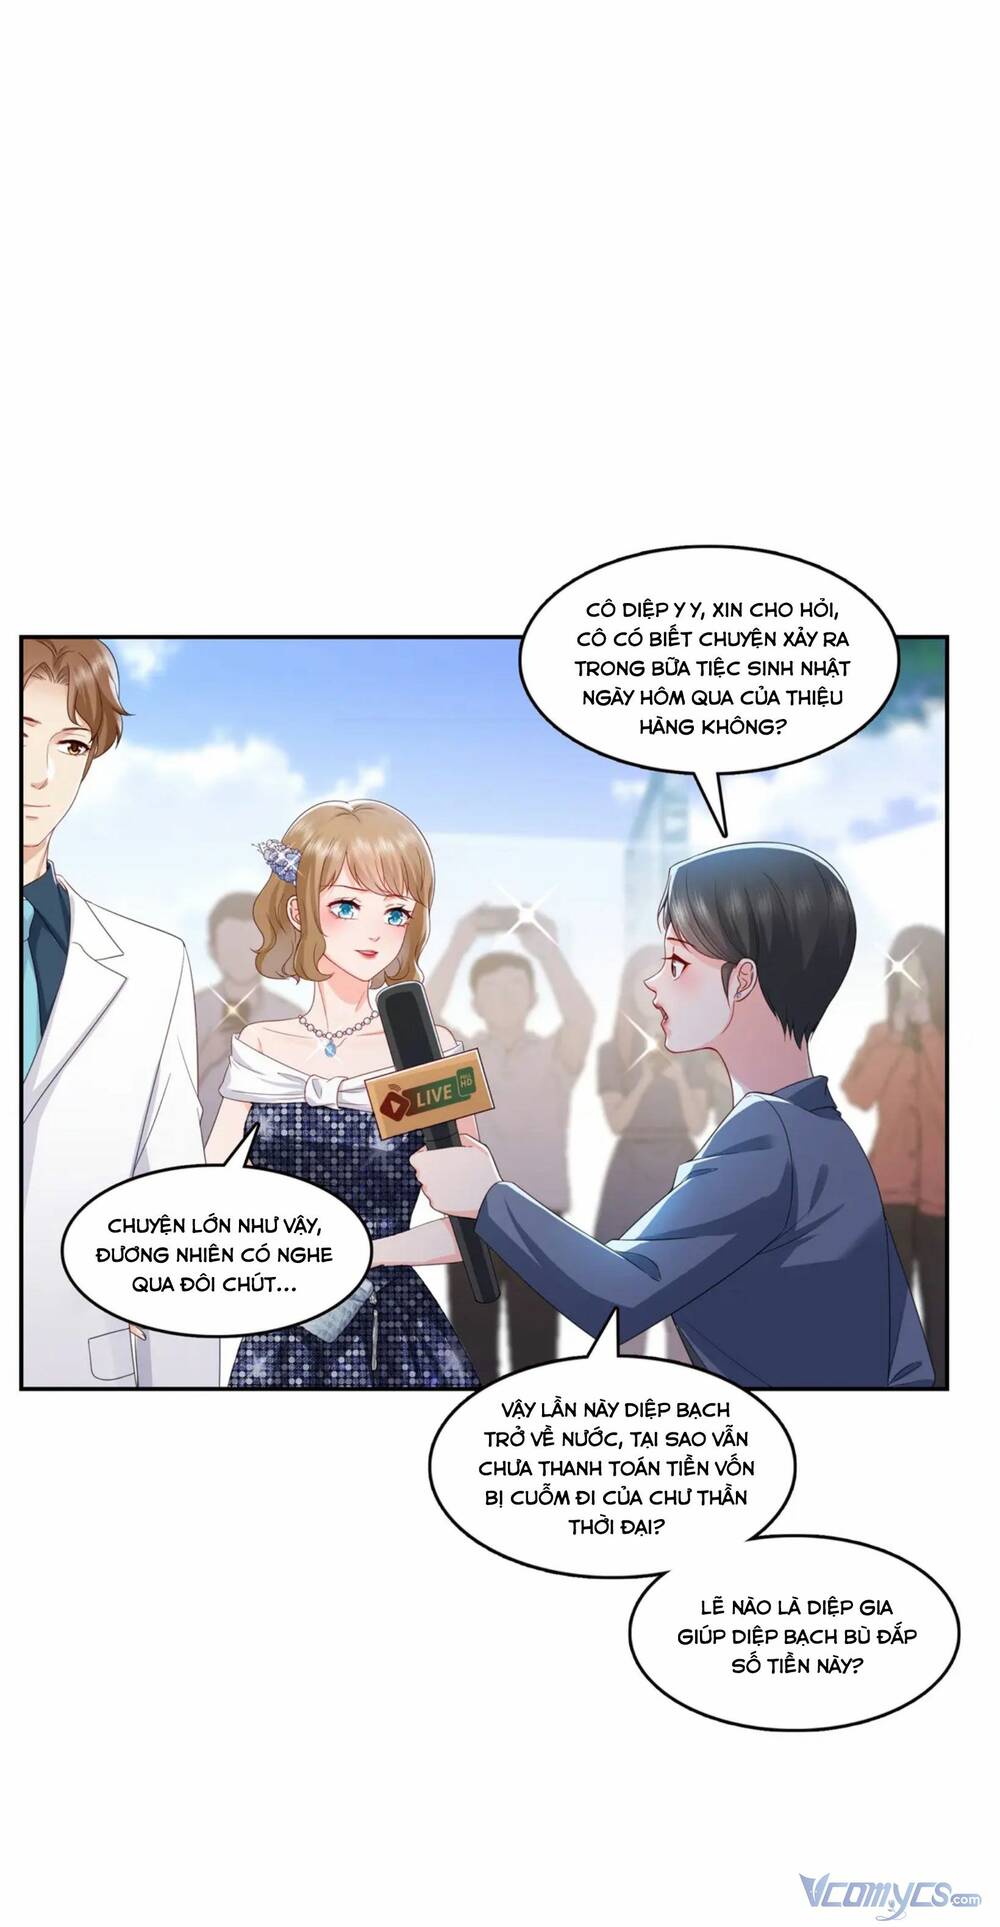 CÔ DIỆP Y Y, XIN CHO HỎI,
CÔ CÓ BIẾT CHUYỆN XẢY RA
TRONG BỮA TIỆC SINH NHẬT
NGÀY HÔM QUA CỦA THIỆU
HÀNG KHÔNG?
LIVE
FULL
HD
CHUYỆN LỚN NHƯ VẬY,
ĐƯƠNG NHIÊN CÓ NGHE
QUA ĐÔI CHÚT...
VẬY LẦN NÀY DIỆP BẠCH
TRỞ VỀ NƯỚC, TẠI SAO VẪN
CHƯA THANH TOÁN TIỀN VỐN
BỊ CUỖM ĐI CỦA CHƯ THẦN
THỜI ĐẠI?
LẼ NÀO LÀ DIỆP GIA
GIÚP DIỆP BẠCH BÙ ĐẮP
SỐ TIỀN NÀY?
VCOMYCS.com